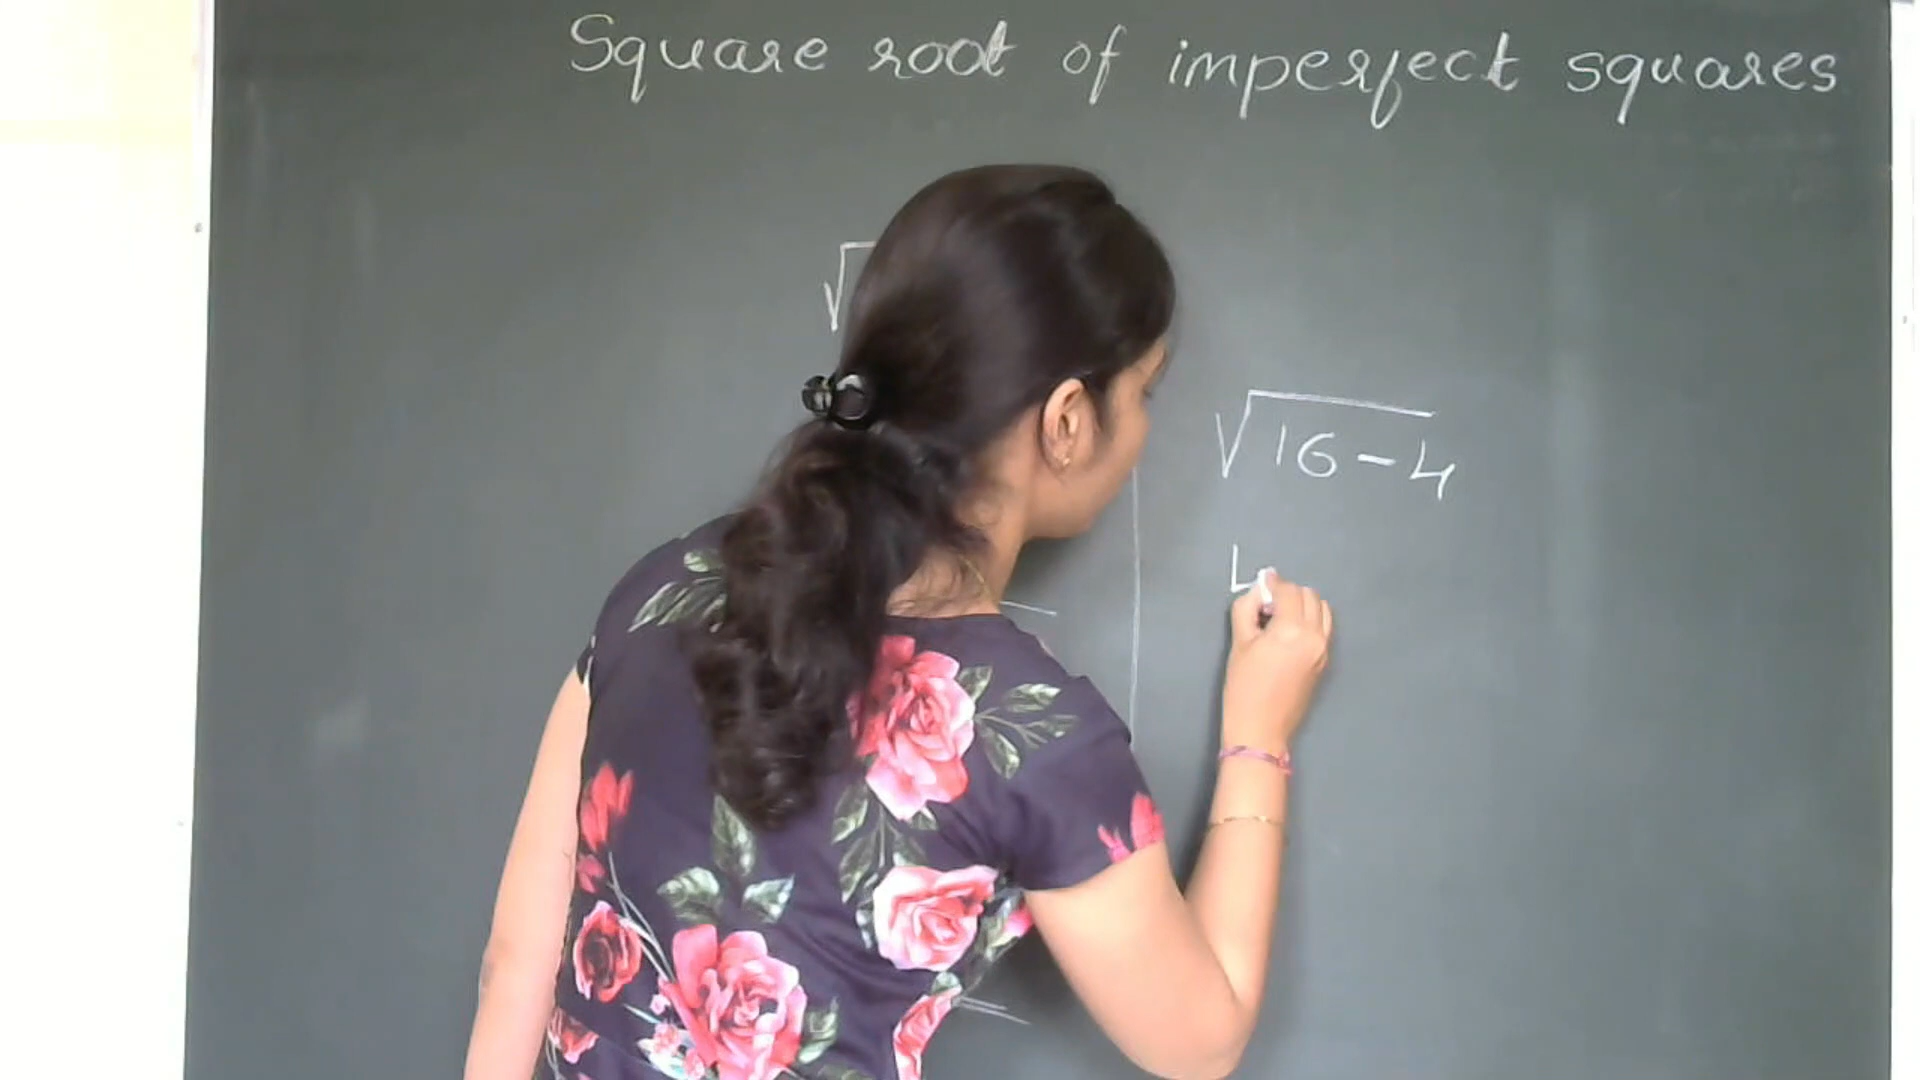 Square root of imperfect squares
√
√16-4
4